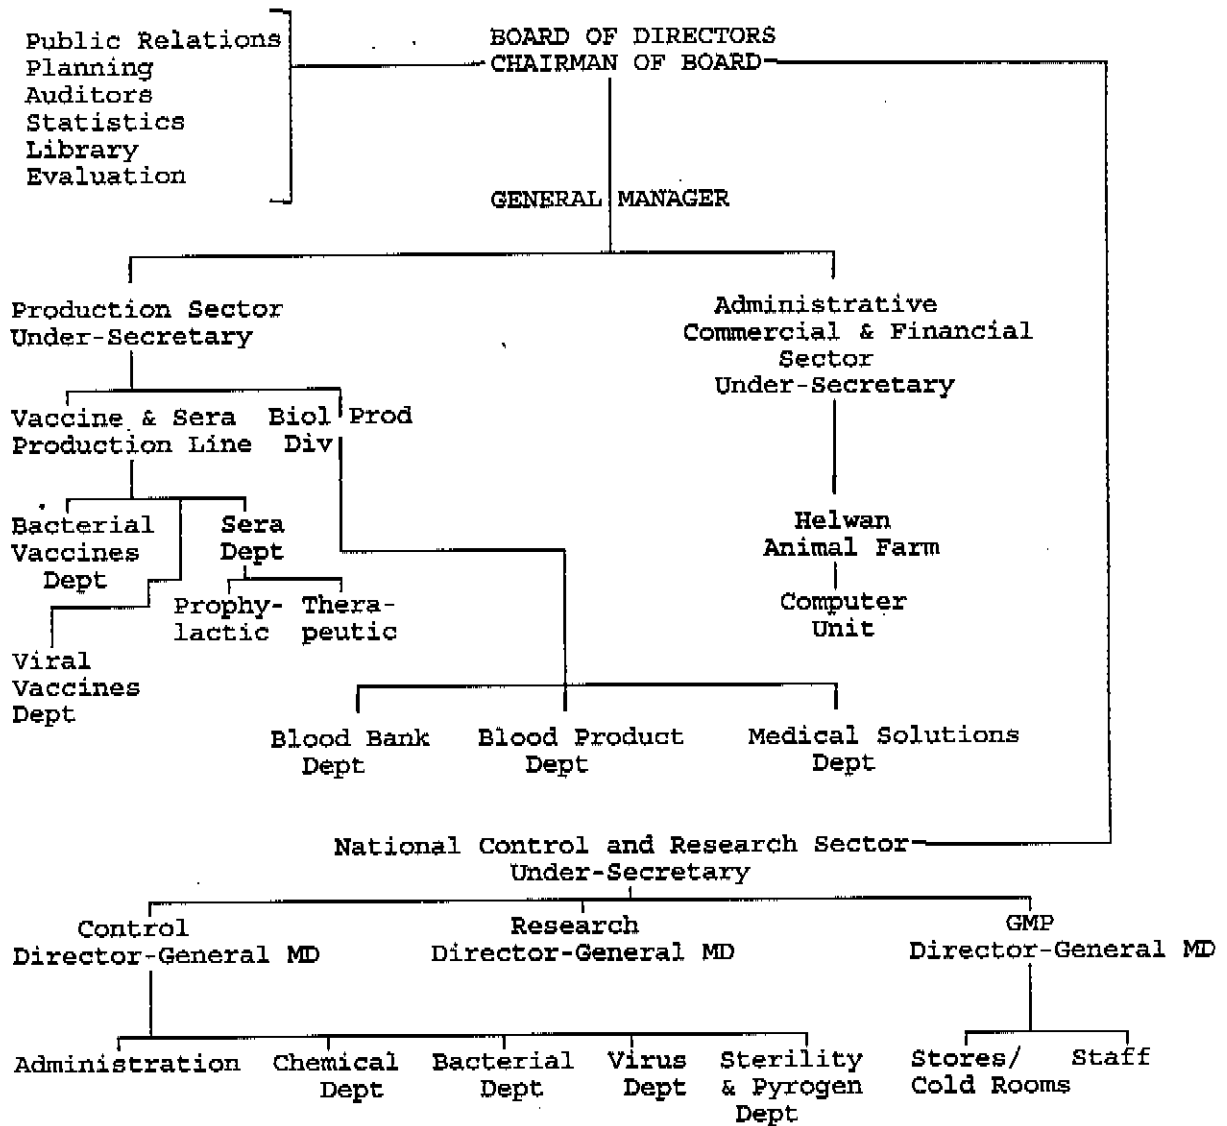 Public Relations
Planning
Auditors
Statistics
Library
Evaluation
BOARD OF DIRECTORS
CHAIRMAN OF BOARD
GENERAL MANAGER
Production Sector
Under-Secretary
Administrative
Commercial & Financial
Sector
Under-Secretary
Vaccine & Sera
Production Line
Biol Prod
Div
Bacterial
Vaccines
Dept
Sera
Dept
Helwan
Animal Farm
Prophy-
lactic
Thera-
peutic
Computer
Unit
Viral
Vaccines
Dept
Blood Bank
Dept
Blood Product
Dept
Medical Solutions
Dept
National Control and Research Sector
Under-Secretary
Control
Director-General MD
Research
Director-General MD
GMP
Director-General MD
Administration
Chemical
Dept
Bacterial
Dept
Virus
Dept
Sterility
& Pyrogen
Dept
Stores/
Cold Rooms
Staff